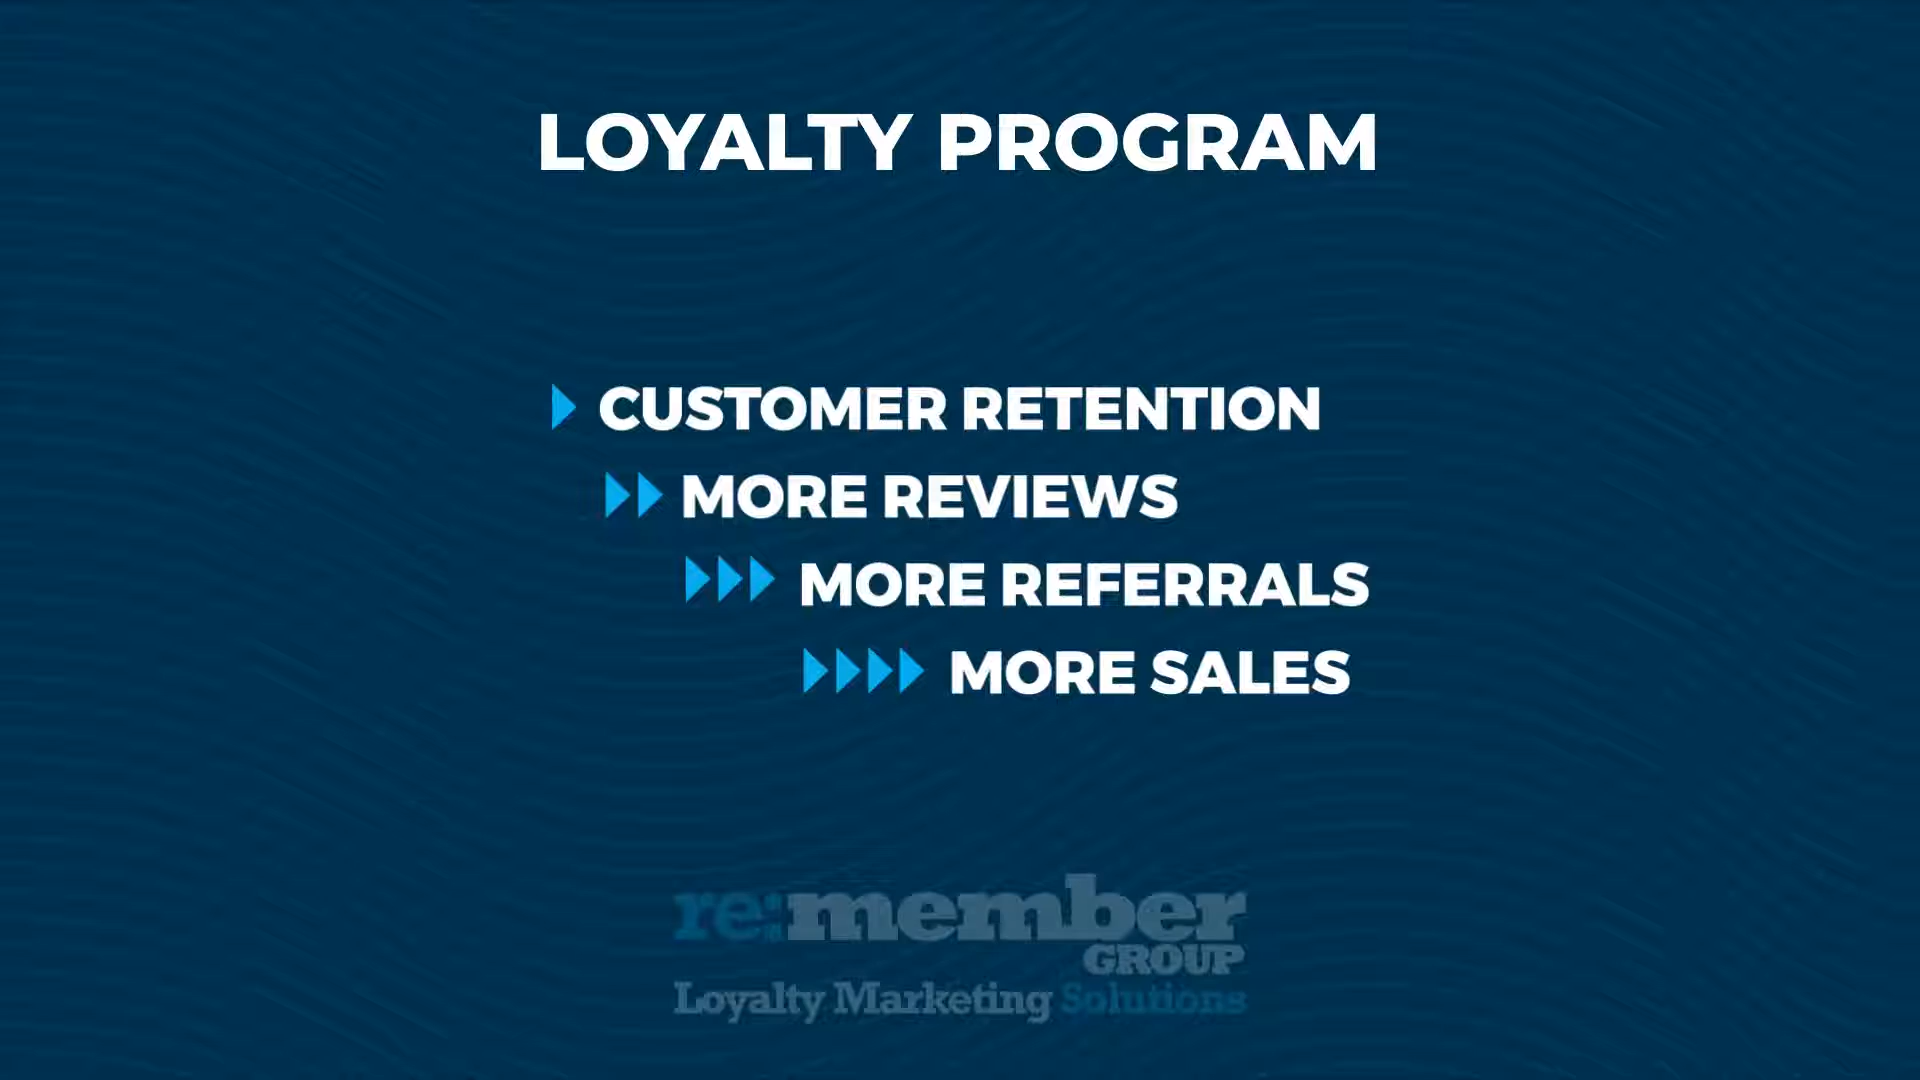 LOYALTY PROGRAM
CUSTOMER RETENTION
MORE REVIEWS
MORE REFERRALS
MORE SALES
re:member
GROUP
Loyalty Marketing Solutions